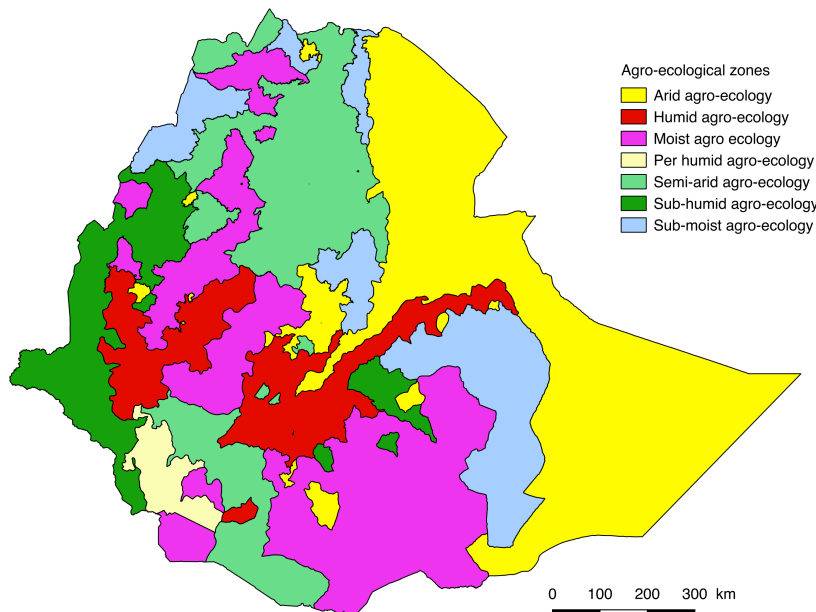 Agro-ecological zones
Arid agro-ecology
Humid agro-ecology
Moist agro ecology
Per humid agro-ecology
Semi-arid agro-ecology
Sub-humid agro-ecology
Sub-moist agro-ecology
0 100 200 300 km